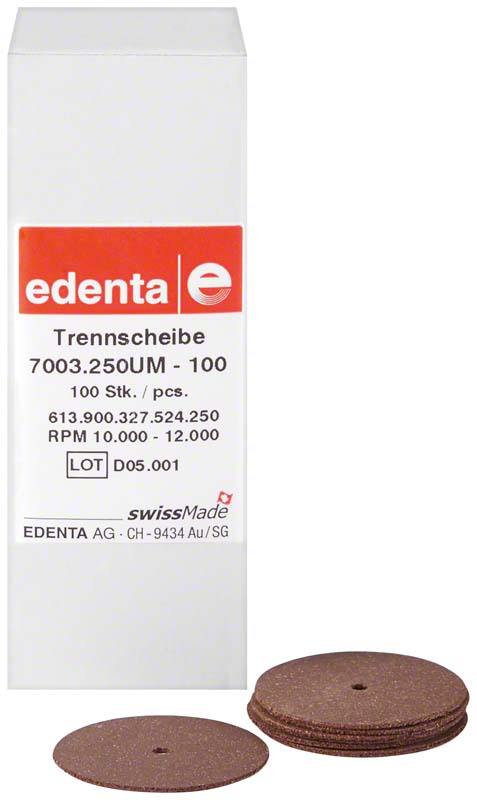 edenta e
Trennscheibe
7003.250UM - 100
100 Stk. / pcs.
613.900.327.524.250
RPM 10.000 - 12.000
LOT D05.001
swissMade
EDENTA AG · CH - 9434 Au/SG